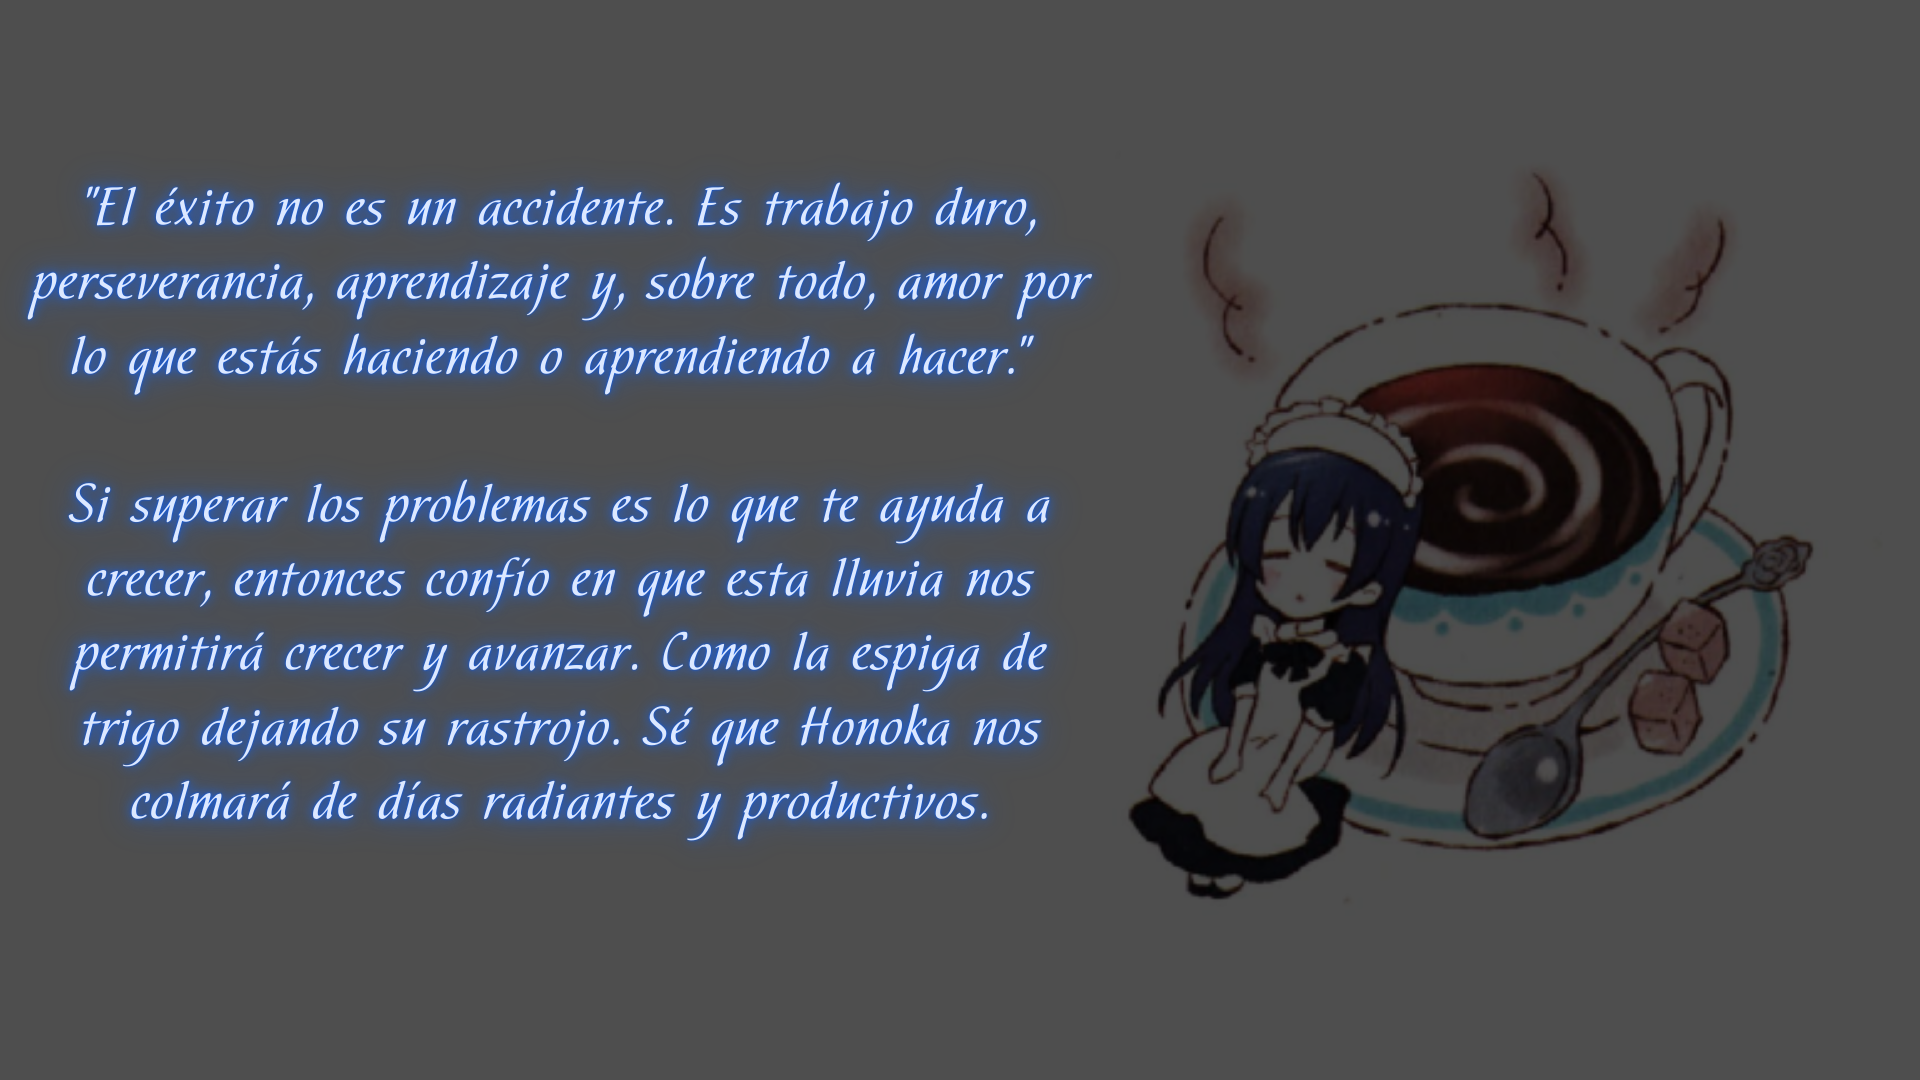 "El éxito no es un accidente. Es trabajo duro,
perseverancia, aprendizaje y, sobre todo, amor por
lo que estás haciendo o aprendiendo a hacer."
Si superar los problemas es lo que te ayuda a
crecer, entonces confío en que esta lluvia nos
permitirá crecer y avanzar. Como la espiga de
trigo dejando su rastrojo. Sé que Honoka nos
colmará de días radiantes y productivos.